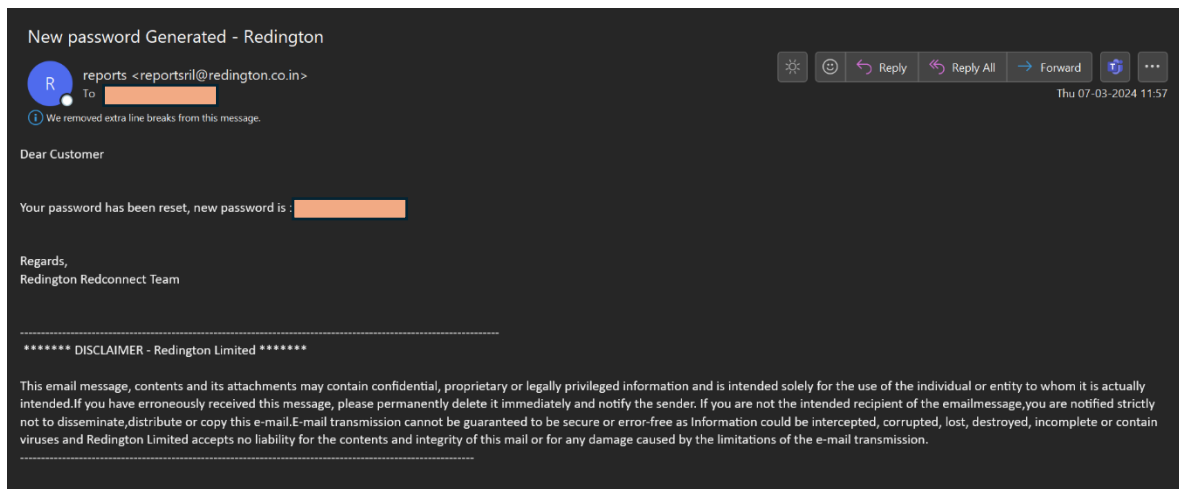 New password Generated - Redington
R
reports <reportsril@redington.co.in>
To
Reply
Reply All
Forward
Thu 07-03-2024 11:57
We removed extra line breaks from this message.
Dear Customer
Your password has been reset, new password is :
Regards,
Redington Redconnect Team
--------------------------------------------------------------------------------------------------------------------
******* DISCLAIMER - Redington Limited *******
This email message, contents and its attachments may contain confidential, proprietary or legally privileged information and is intended solely for the use of the individual or entity to whom it is actually
intended.If you have erroneously received this message, please permanently delete it immediately and notify the sender. If you are not the intended recipient of the emailmessage,you are notified strictly
not to disseminate,distribute or copy this e-mail.E-mail transmission cannot be guaranteed to be secure or error-free as Information could be intercepted, corrupted, lost, destroyed, incomplete or contain
viruses and Redington Limited accepts no liability for the contents and integrity of this mail or for any damage caused by the limitations of the e-mail transmission.
--------------------------------------------------------------------------------------------------------------